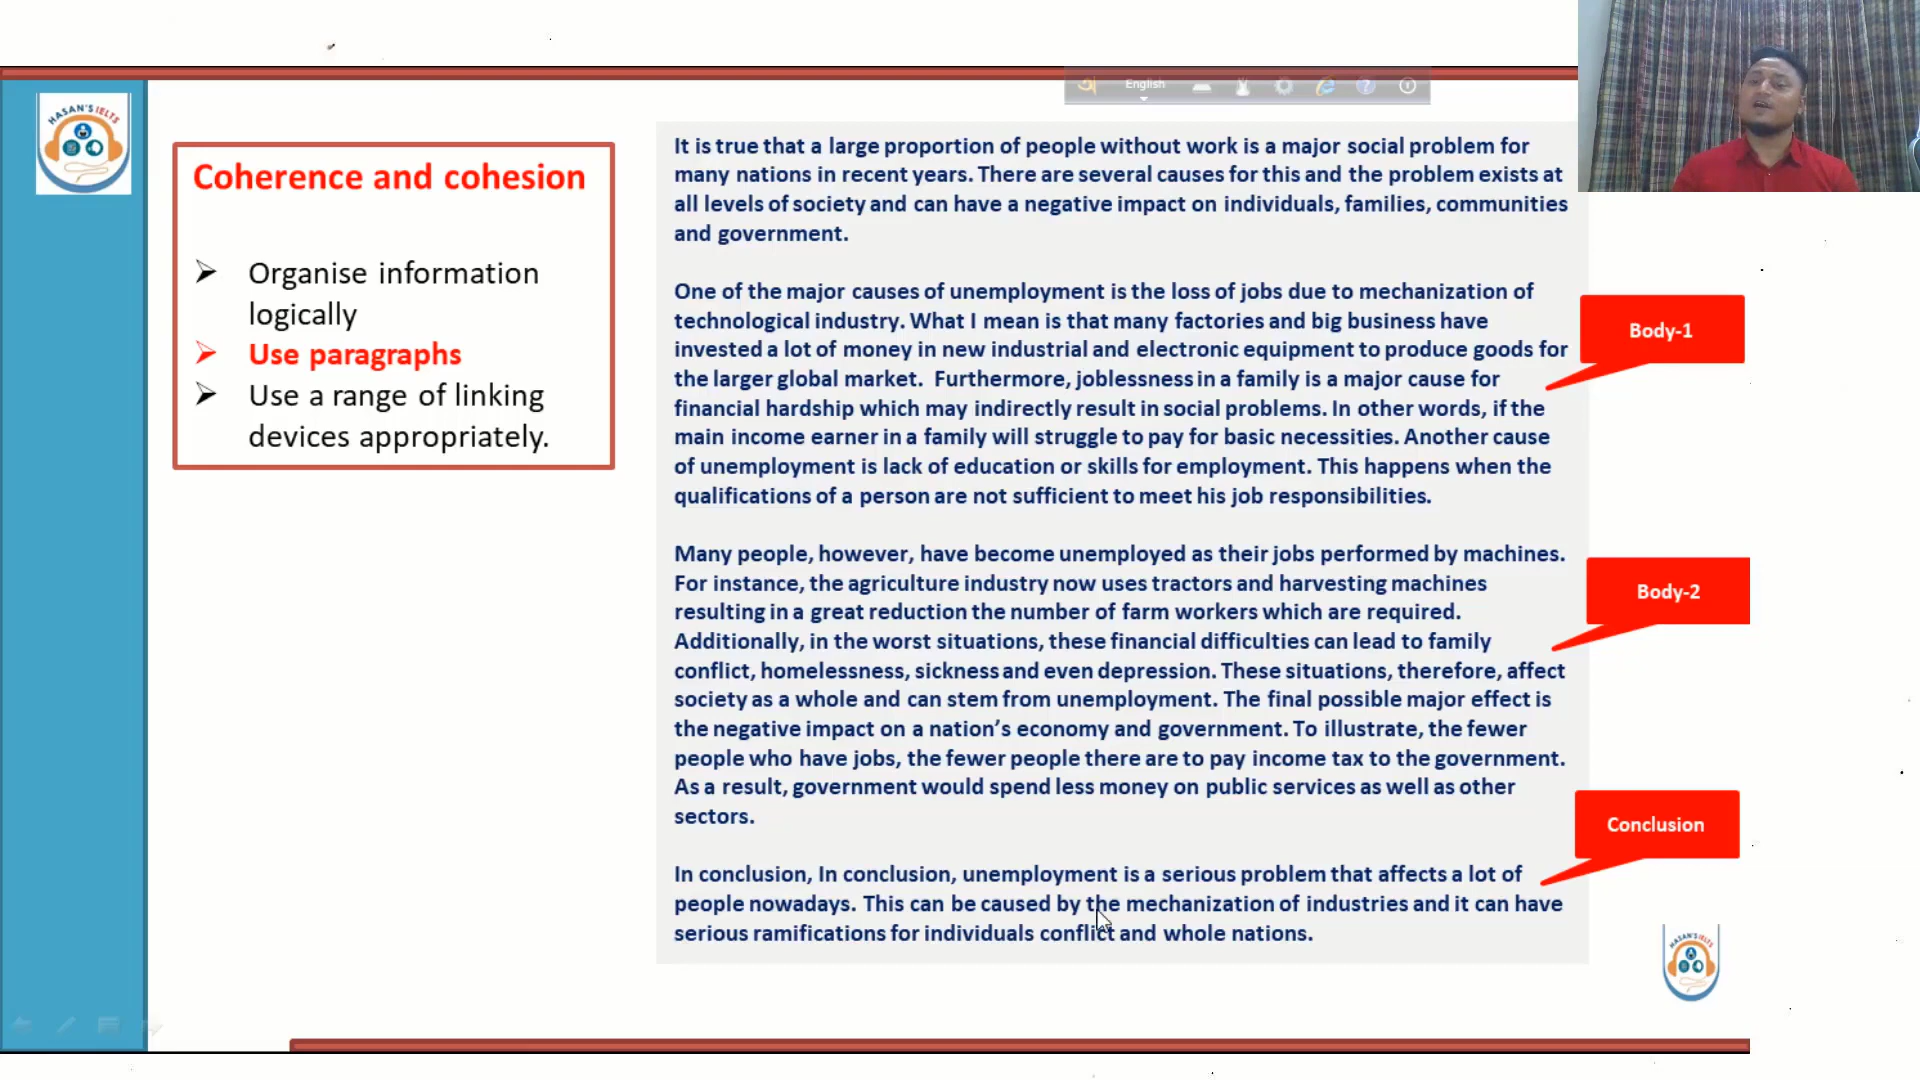 English
HASAN'S IELTS
Coherence and cohesion
➢ Organise information
logically
➢ Use paragraphs
➢ Use a range of linking
devices appropriately.
It is true that a large proportion of people without work is a major social problem for
many nations in recent years. There are several causes for this and the problem exists at
all levels of society and can have a negative impact on individuals, families, communities
and government.
One of the major causes of unemployment is the loss of jobs due to mechanization of
technological industry. What I mean is that many factories and big business have
invested a lot of money in new industrial and electronic equipment to produce goods for
the larger global market. Furthermore, joblessness in a family is a major cause for
financial hardship which may indirectly result in social problems. In other words, if the
main income earner in a family will struggle to pay for basic necessities. Another cause
of unemployment is lack of education or skills for employment. This happens when the
qualifications of a person are not sufficient to meet his job responsibilities.
Body-1
Many people, however, have become unemployed as their jobs performed by machines.
For instance, the agriculture industry now uses tractors and harvesting machines
resulting in a great reduction the number of farm workers which are required.
Additionally, in the worst situations, these financial difficulties can lead to family
conflict, homelessness, sickness and even depression. These situations, therefore, affect
society as a whole and can stem from unemployment. The final possible major effect is
the negative impact on a nation's economy and government. To illustrate, the fewer
people who have jobs, the fewer people there are to pay income tax to the government.
As a result, government would spend less money on public services as well as other
sectors.
Body-2
In conclusion, In conclusion, unemployment is a serious problem that affects a lot of
people nowadays. This can be caused by the mechanization of industries and it can have
serious ramifications for individuals conflict and whole nations.
Conclusion
HASAN'S IELTS